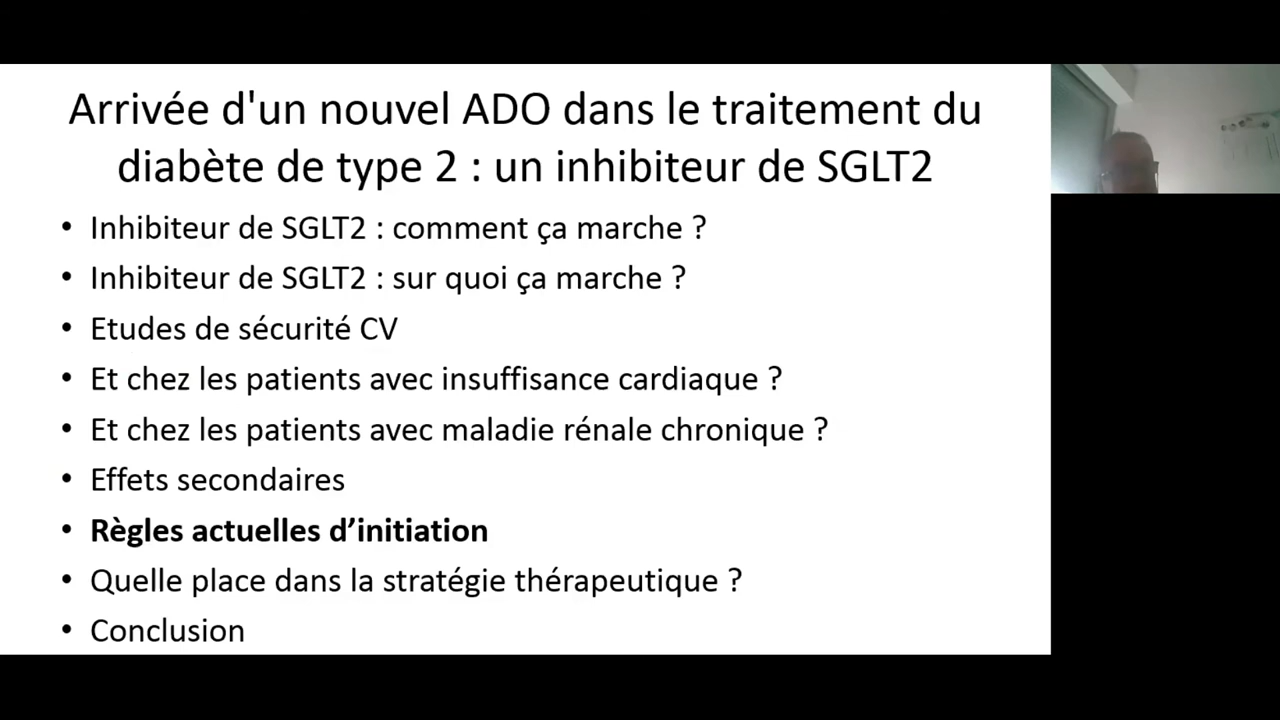 Arrivée d'un nouvel ADO dans le traitement du
diabète de type 2 : un inhibiteur de SGLT2
• Inhibiteur de SGLT2 : comment ça marche ?
• Inhibiteur de SGLT2 : sur quoi ça marche ?
• Etudes de sécurité CV
• Et chez les patients avec insuffisance cardiaque ?
• Et chez les patients avec maladie rénale chronique ?
• Effets secondaires
• Règles actuelles d’initiation
• Quelle place dans la stratégie thérapeutique ?
• Conclusion